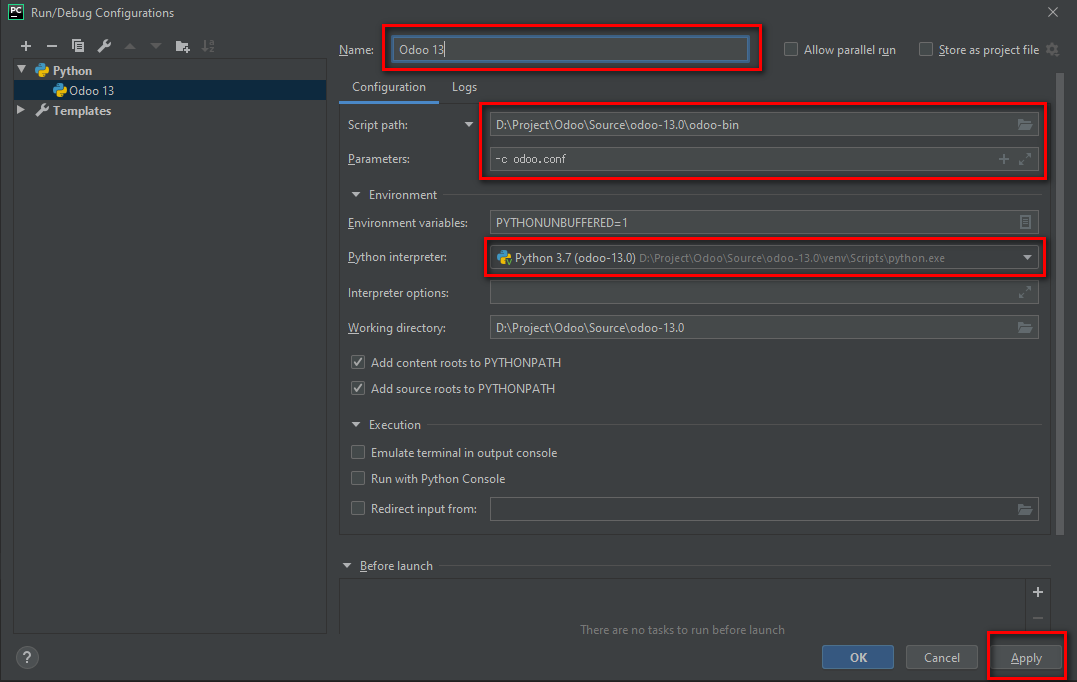 PC Run/Debug Configurations
Name: Odoo 13 Allow parallel run Store as project file
Python
Odoo 13
Templates
Configuration Logs
Script path: D:\Project\Odoo\Source\odoo-13.0\odoo-bin
Parameters: -c odoo.conf
Environment
Environment variables: PYTHONUNBUFFERED=1
Python interpreter: Python 3.7 (odoo-13.0) D:\Project\Odoo\Source\odoo-13.0\venv\Scripts\python.exe
Interpreter options:
Working directory: D:\Project\Odoo\Source\odoo-13.0
Add content roots to PYTHONPATH
Add source roots to PYTHONPATH
Execution
Emulate terminal in output console
Run with Python Console
Redirect input from:
Before launch
There are no tasks to run before launch
? OK Cancel Apply